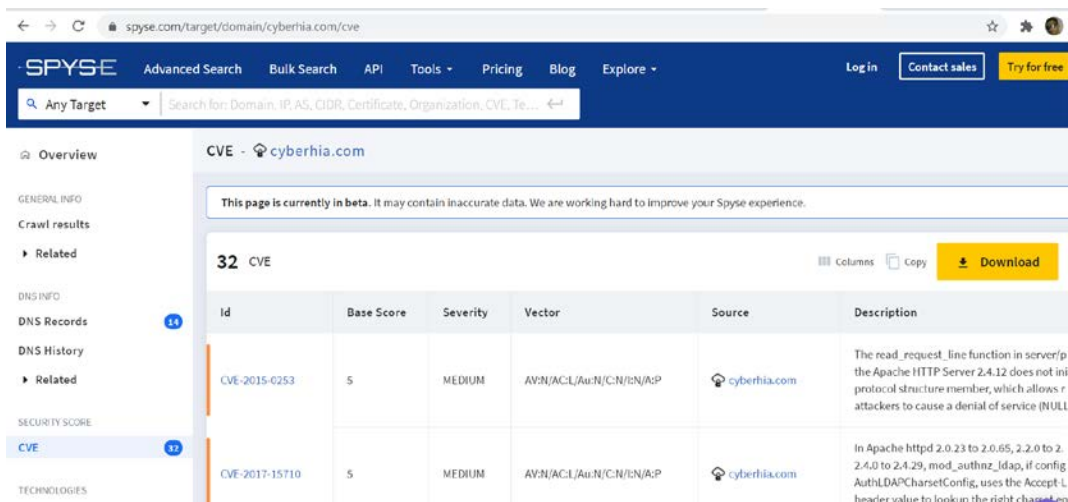 spyse.com/target/domain/cyberhia.com/cve
SPYSE Advanced Search Bulk Search API Tools Pricing Blog Explore Log in Contact sales Try for free
Any Target Search for: Domain, IP, AS, CIDR, Certificate, Organization, CVE, Te...
Overview
CVE - cyberhia.com
GENERAL INFO
This page is currently in beta. It may contain inaccurate data. We are working hard to improve your Spyse experience.
Crawl results
Related
32 CVE Columns Copy Download
DNS INFO
DNS Records 14
Id Base Score Severity Vector Source Description
DNS History
Related
The read_request_line function in server/p
the Apache HTTP Server 2.4.12 does not ini
CVE-2015-0253 5 MEDIUM AV:N/AC:L/Au:N/C:N/I:N/A:P cyberhia.com
protocol structure member, which allows r
attackers to cause a denial of service (NULL
SECURITY SCORE
CVE 32
In Apache httpd 2.0.23 to 2.0.65, 2.2.0 to 2.
2.4.0 to 2.4.29, mod_authnz_ldap, if config
CVE-2017-15710 5 MEDIUM AV:N/AC:L/Au:N/C:N/I:N/A:P cyberhia.com
AuthLDAPCharsetConfig, uses the Accept-L
TECHNOLOGIES
header value to lookup the right charset